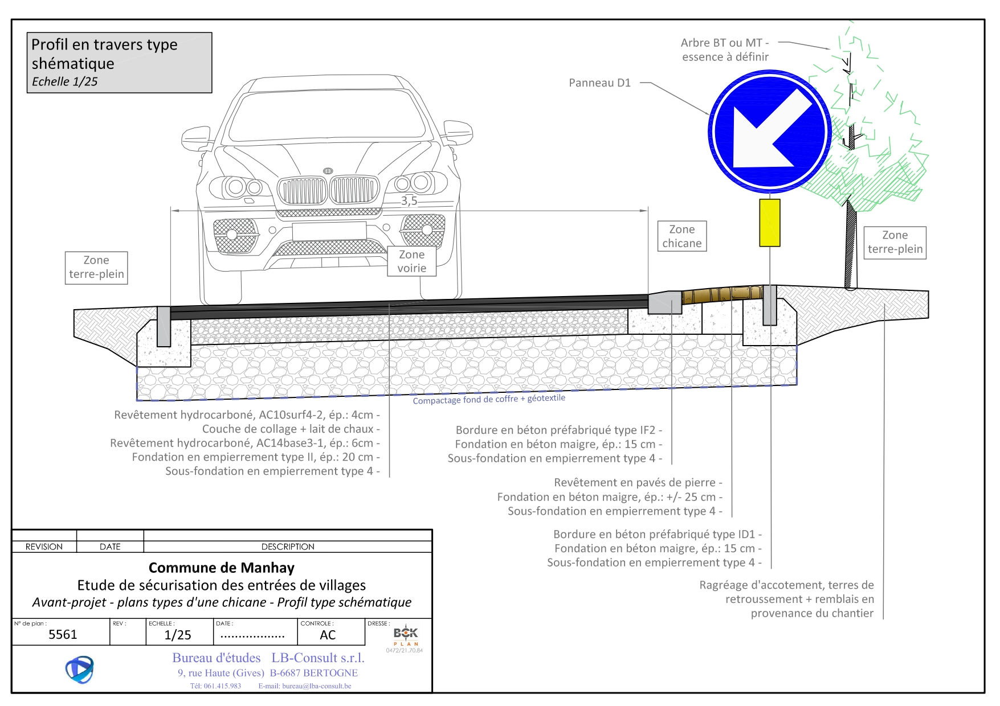 Profil en travers type
shématique
Echelle 1/25
Arbre BT ou MT -
essence à définir
Panneau D1
3,5
Zone
terre-plein
Zone
voirie
Zone
chicane
Zone
terre-plein
Compactage fond de coffre + géotextile
Revêtement hydrocarboné, AC10surf4-2, ép.: 4cm -
Couche de collage + lait de chaux -
Revêtement hydrocarboné, AC14base3-1, ép.: 6cm -
Fondation en empierrement type II, ép.: 20 cm -
Sous-fondation en empierrement type 4 -
Bordure en béton préfabriqué type IF2 -
Fondation en béton maigre, ép.: 15 cm -
Sous-fondation en empierrement type 4 -
Revêtement en pavés de pierre -
Fondation en béton maigre, ép.: +/- 25 cm -
Sous-fondation en empierrement type 4 -
Bordure en béton préfabriqué type ID1 -
Fondation en béton maigre, ép.: 15 cm -
Sous-fondation en empierrement type 4 -
Ragréage d'accotement, terres de
retroussement + remblais en
provenance du chantier
REVISION DATE DESCRIPTION
Commune de Manhay
Etude de sécurisation des entrées de villages
Avant-projet - plans types d'une chicane - Profil type schématique
N° de plan : REV : ECHELLE : DATE : CONTROLE : DRESSE :
5561 1/25 .................. AC
BOK
PLAN
0472/21.70.84
Bureau d'études LB-Consult s.r.l.
9, rue Haute (Gives) B-6687 BERTOGNE
Tél: 061.415.983 E-mail: bureau@lba-consult.be